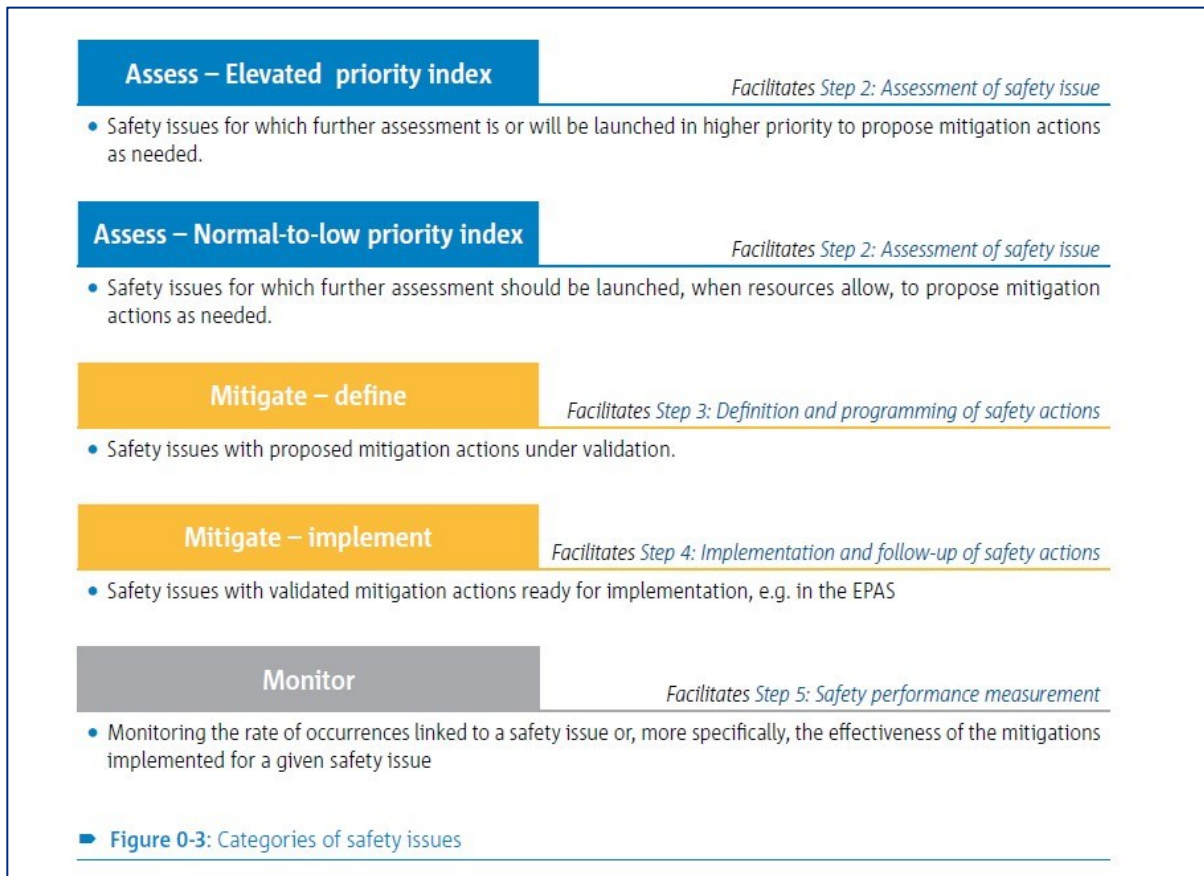 Assess – Elevated priority index
Facilitates Step 2: Assessment of safety issue
• Safety issues for which further assessment is or will be launched in higher priority to propose mitigation actions
as needed.
Assess – Normal-to-low priority index
Facilitates Step 2: Assessment of safety issue
• Safety issues for which further assessment should be launched, when resources allow, to propose mitigation
actions as needed.
Mitigate – define
Facilitates Step 3: Definition and programming of safety actions
• Safety issues with proposed mitigation actions under validation.
Mitigate – implement
Facilitates Step 4: Implementation and follow-up of safety actions
• Safety issues with validated mitigation actions ready for implementation, e.g. in the EPAS
Monitor
Facilitates Step 5: Safety performance measurement
• Monitoring the rate of occurrences linked to a safety issue or, more specifically, the effectiveness of the mitigations
implemented for a given safety issue
Figure 0-3: Categories of safety issues